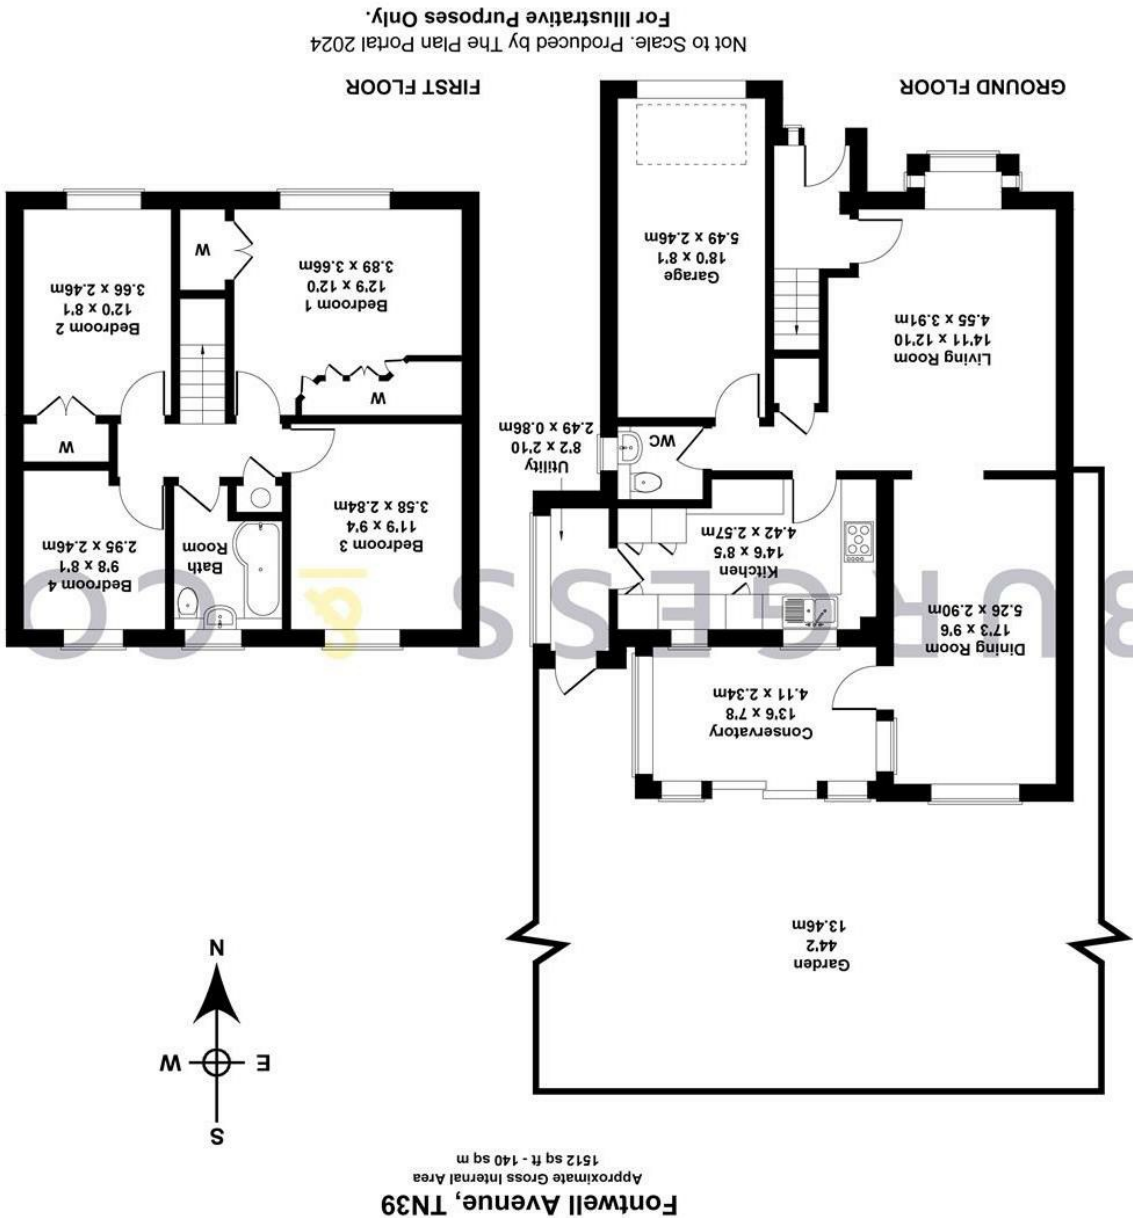 Fontwell Avenue, TN39
Approximate Gross Internal Area
1512 sq ft - 140 sq m
S
E
W
N
Garden
44'2
13.46m
Conservatory
13'6 x 7'8
4.11 x 2.34m
Dining Room
17'3 x 9'6
5.26 x 2.90m
Kitchen
14'6 x 8'5
4.42 x 2.57m
Utility
8'2 x 2'10
2.49 x 0.86m
WC
Living Room
14'11 x 12'10
4.55 x 3.91m
Garage
18'0 x 8'1
5.49 x 2.46m
GROUND FLOOR
Bedroom 4
9'8 x 8'1
2.95 x 2.46m
Bath
Room
Bedroom 3
11'9 x 9'4
3.58 x 2.84m
W
W
Bedroom 2
12'0 x 8'1
3.66 x 2.46m
Bedroom 1
12'9 x 12'0
3.89 x 3.66m
W
FIRST FLOOR
BURGESS & CO
Not to Scale. Produced by The Plan Portal 2024
For Illustrative Purposes Only.